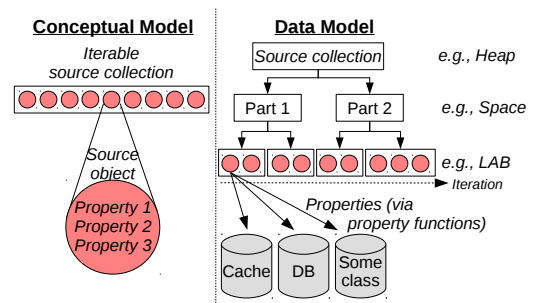 Conceptual Model
Iterable
source collection
Source
object
Property 1
Property 2
Property 3
Data Model
Source collection
e.g., Heap
Part 1
Part 2
e.g., Space
e.g., LAB
Iteration
Properties (via
property functions)
Cache
DB
Some
class